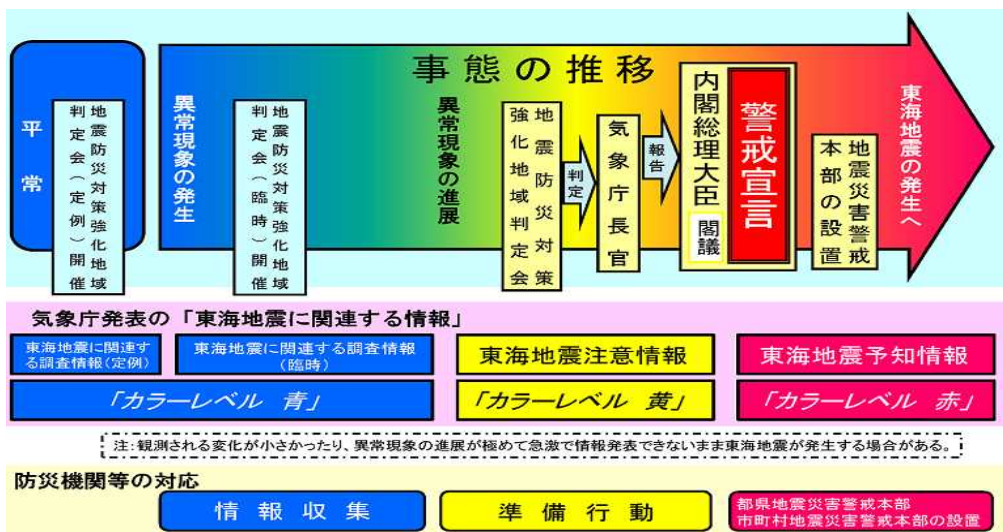 事態の推移
平常
地震防災対策強化地域
判定会(定例)開催
異常現象の発生
地震防災対策強化地域
判定会(臨時)開催
異常現象の進展
地震防災対策
強化地域判定会
判定
気象庁長官
報告
内閣総理大臣
閣議
警戒宣言
地震災害警戒
本部の設置
東海地震の発生へ
気象庁発表の「東海地震に関連する情報」
東海地震に関連す
る調査情報(定例)
東海地震に関連する調査情報
(臨時)
東海地震注意情報
東海地震予知情報
「カラーレベル 青」
「カラーレベル 黄」
「カラーレベル 赤」
注:観測される変化が小さかったり、異常現象の進展が極めて急激で情報発表できないまま東海地震が発生する場合がある。
防災機関等の対応
情報収集
準備行動
都県地震災害警戒本部
市町村地震災害警戒本部の設置